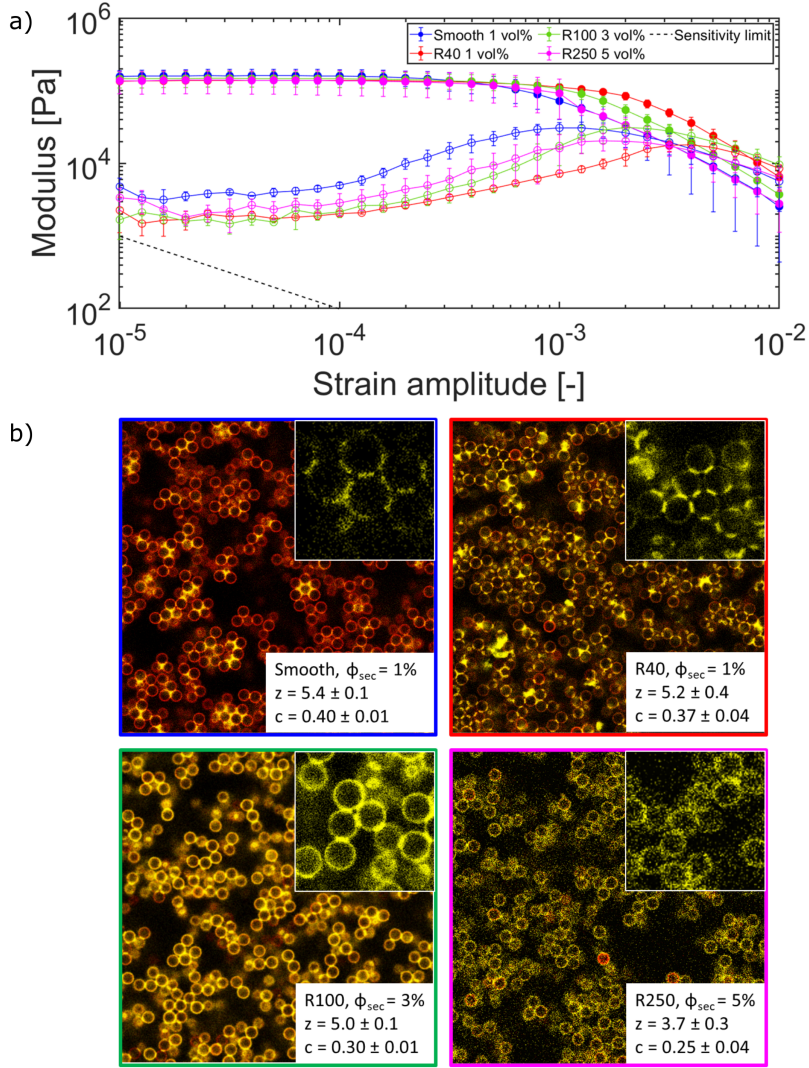 a)
10^6
Smooth 1 vol%
R100 3 vol%
Sensitivity limit
R40 1 vol%
R250 5 vol%
Modulus [Pa]
10^4
10^2
10^-5
10^-4
10^-3
10^-2
Strain amplitude [-]
b)
Smooth, ϕ_sec = 1%
z = 5.4 ± 0.1
c = 0.40 ± 0.01
R40, ϕ_sec = 1%
z = 5.2 ± 0.4
c = 0.37 ± 0.04
R100, ϕ_sec = 3%
z = 5.0 ± 0.1
c = 0.30 ± 0.01
R250, ϕ_sec = 5%
z = 3.7 ± 0.3
c = 0.25 ± 0.04